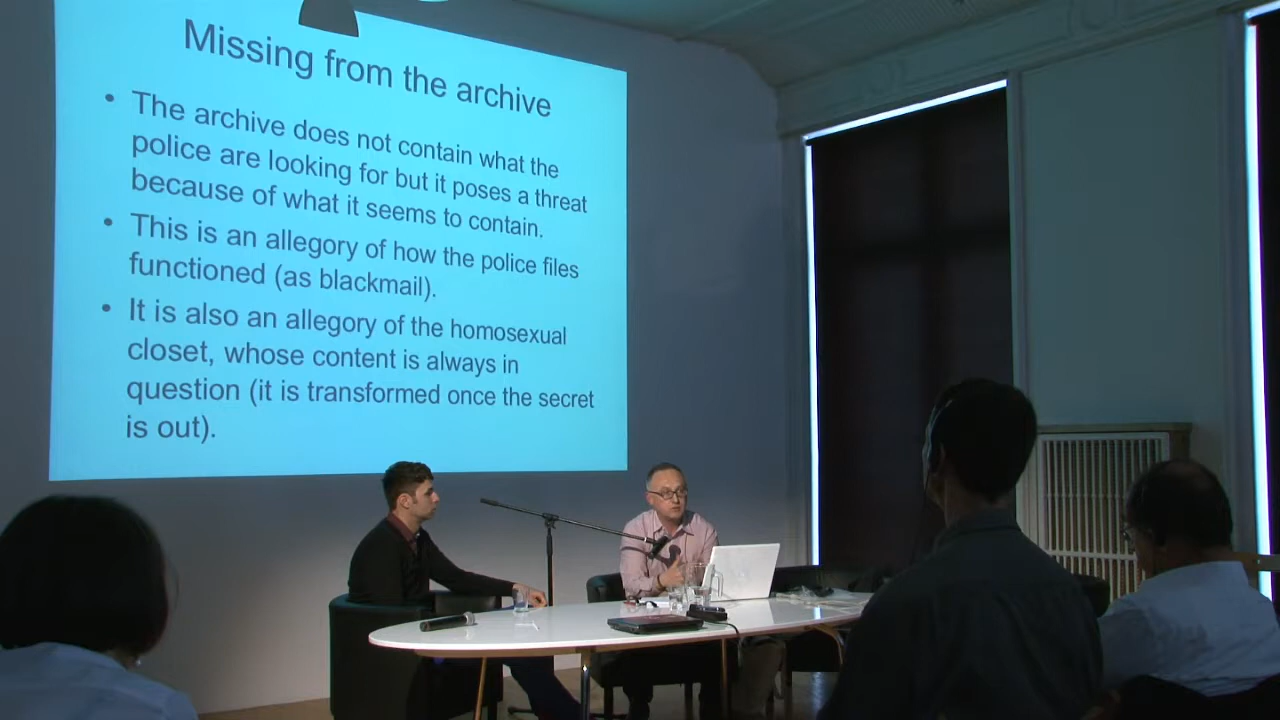 Missing from the archive
• The archive does not contain what the
police are looking for but it poses a threat
because of what it seems to contain.
• This is an allegory of how the police files
functioned (as blackmail).
• It is also an allegory of the homosexual
closet, whose content is always in
question (it is transformed once the secret
is out).